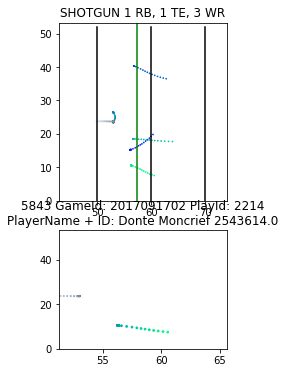 SHOTGUN 1 RB, 1 TE, 3 WR
50
40
30
20
10
0
50 60 70
5843 GameId: 2017091702 PlayId: 2214
PlayerName + ID: Donte Moncrief 2543614.0
40
20
0
55 60 65